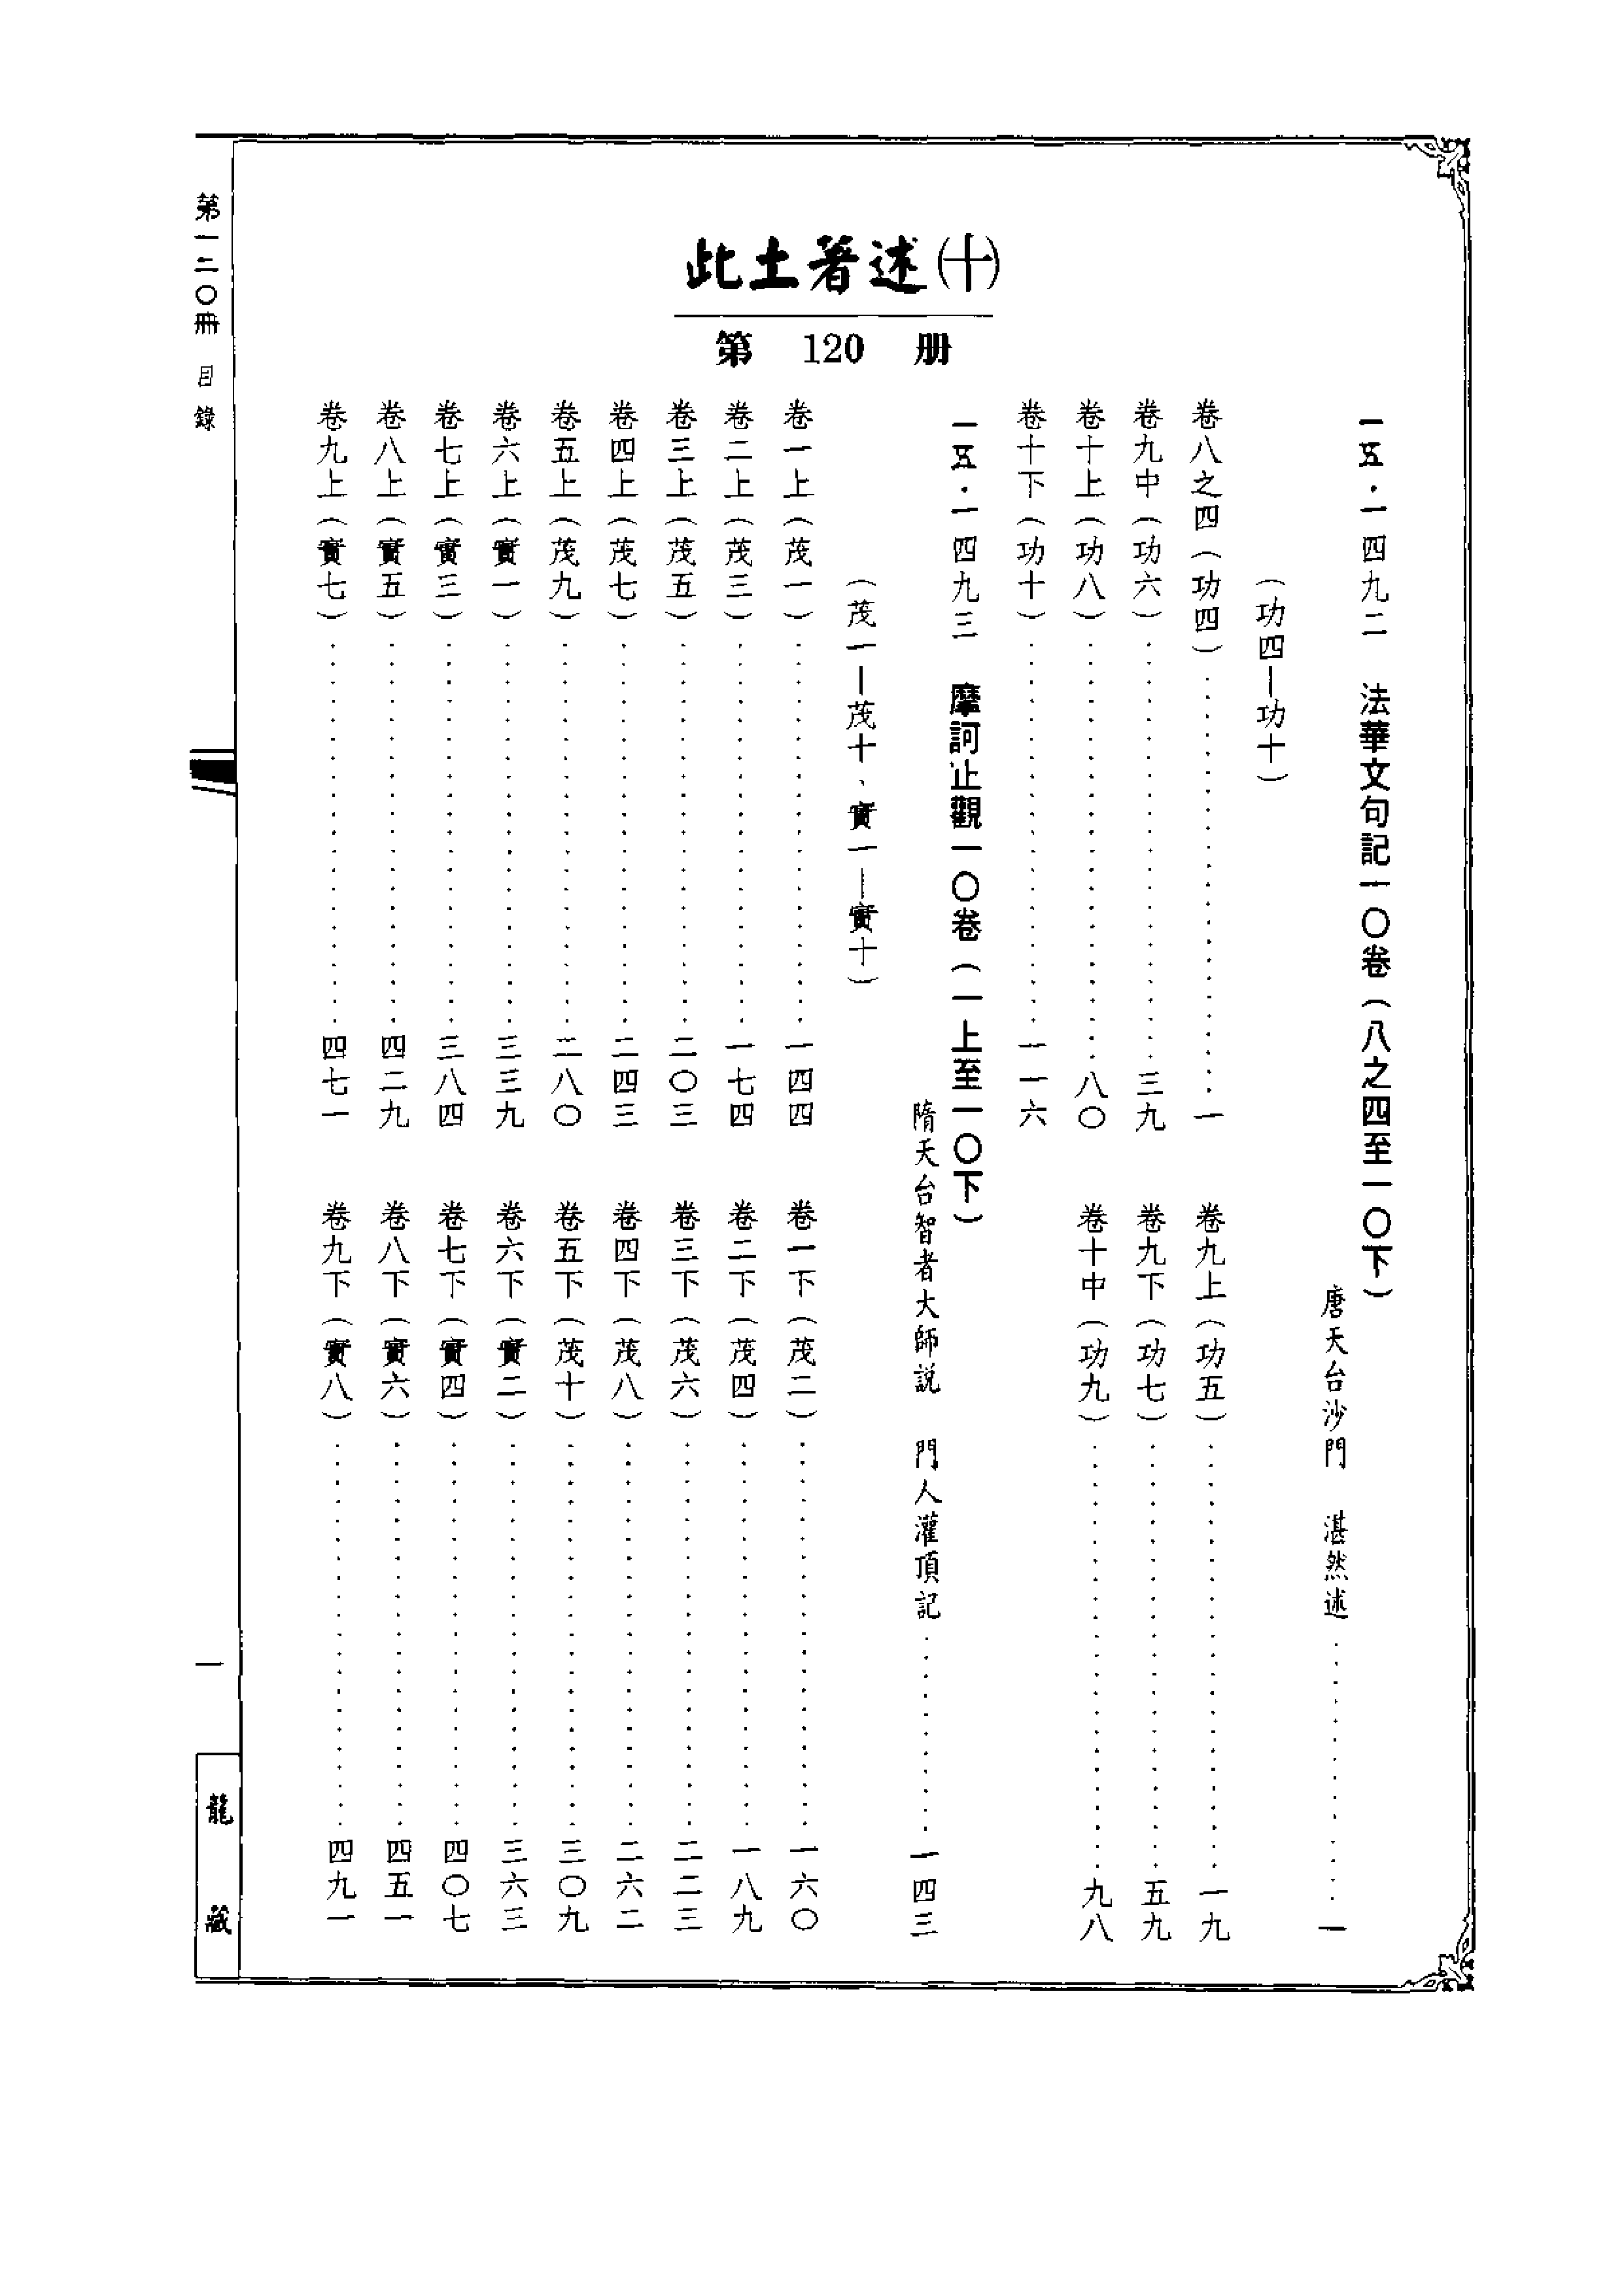 此土著述㈩
第 120 册
一五·一四九二 法華文句記一〇卷（八之四至一〇下）
唐天台沙門 湛然述…………一
（功四—功十）
卷八之四（功四）…………一
卷九上（功五）…………一九
卷九中（功六）…………三九
卷九下（功七）…………五九
卷十上（功八）…………八〇
卷十中（功九）…………九八
卷十下（功十）…………一一六
一五·一四九三 摩訶止觀一〇卷（一上至一〇下）
隋天台智者大師説 門人灌頂記…………一四三
（茂一—茂十、實一—實十）
卷一上（茂一）…………一四四
卷一下（茂二）…………一六〇
卷二上（茂三）…………一七四
卷二下（茂四）…………一八九
卷三上（茂五）…………二〇三
卷三下（茂六）…………二二三
卷四上（茂七）…………二四三
卷四下（茂八）…………二六二
卷五上（茂九）…………二八〇
卷五下（茂十）…………三〇九
卷六上（實一）…………三三九
卷六下（實二）…………三六三
卷七上（實三）…………三八四
卷七下（實四）…………四〇七
卷八上（實五）…………四二九
卷八下（實六）…………四五一
卷九上（實七）…………四七一
卷九下（實八）…………四九一
第一二〇冊 目錄
一
龍藏